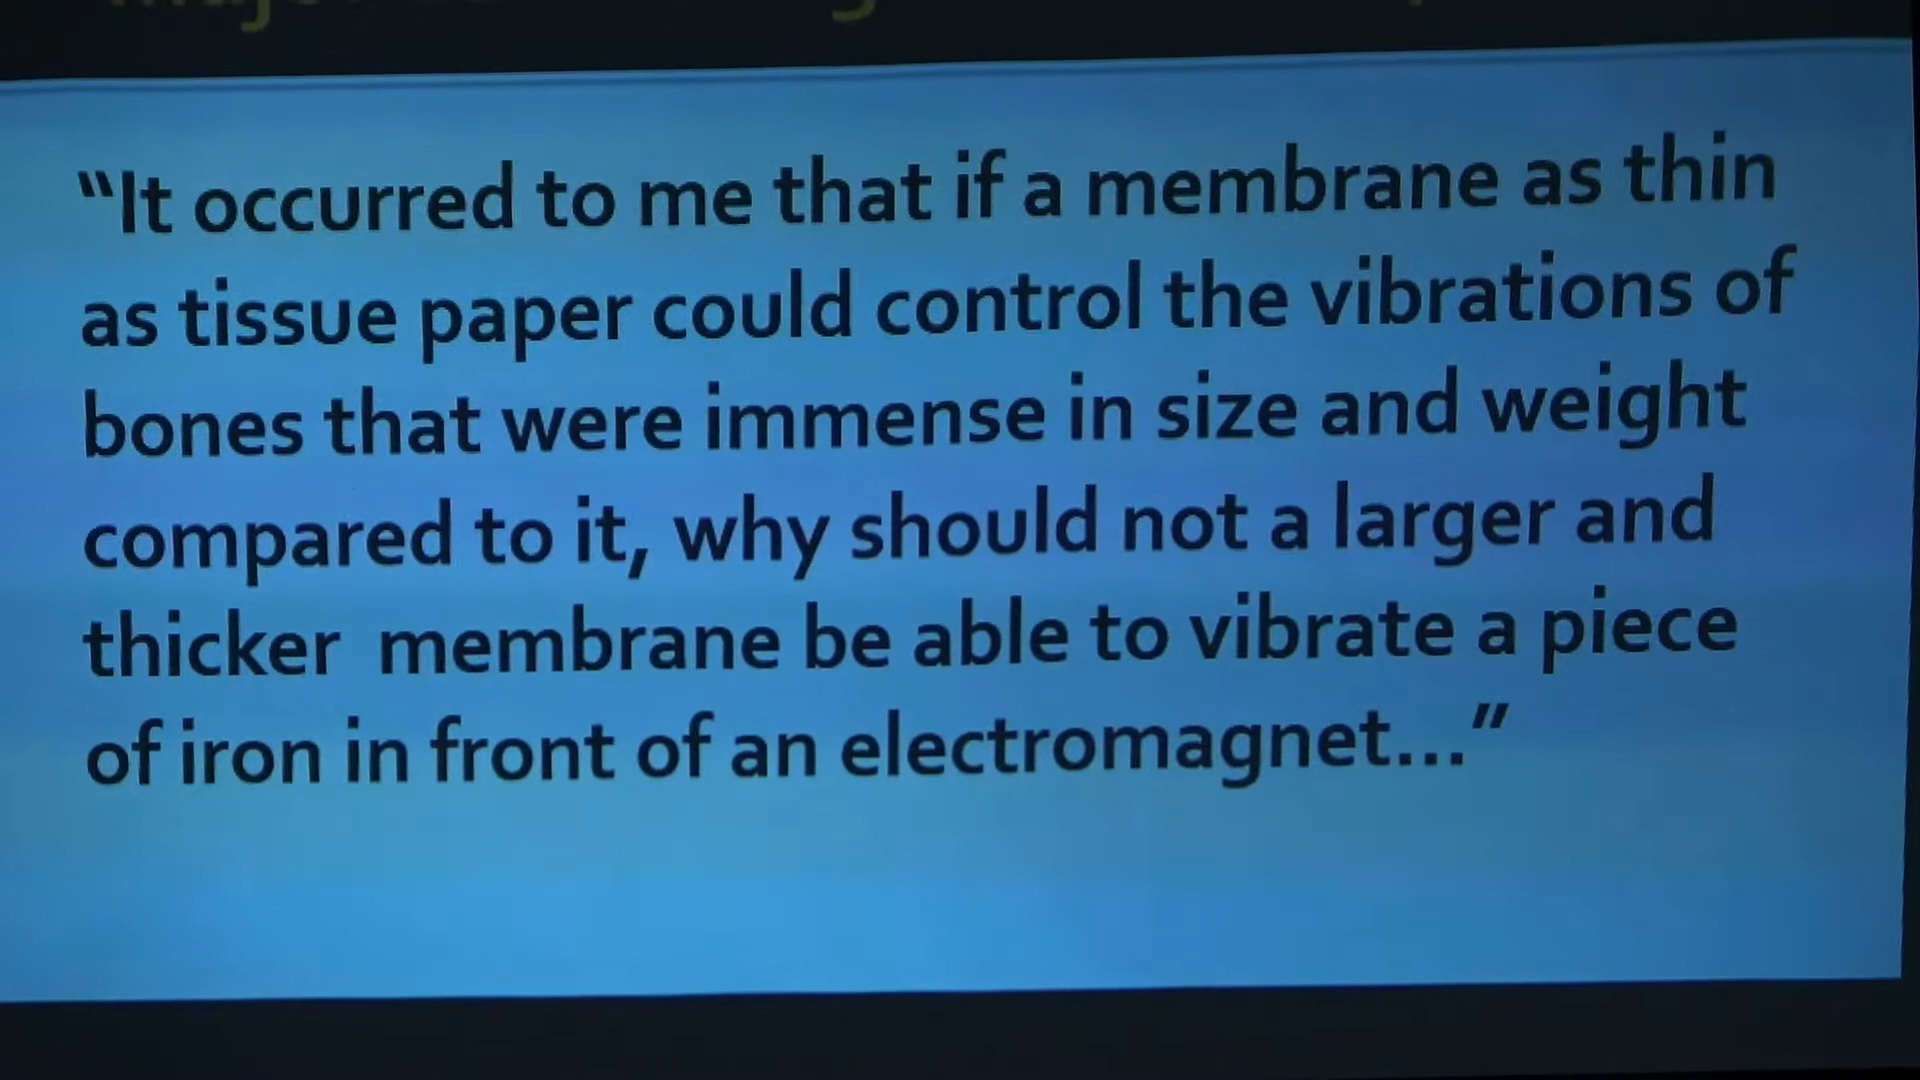 “It occurred to me that if a membrane as thin
as tissue paper could control the vibrations of
bones that were immense in size and weight
compared to it, why should not a larger and
thicker membrane be able to vibrate a piece
of iron in front of an electromagnet...”